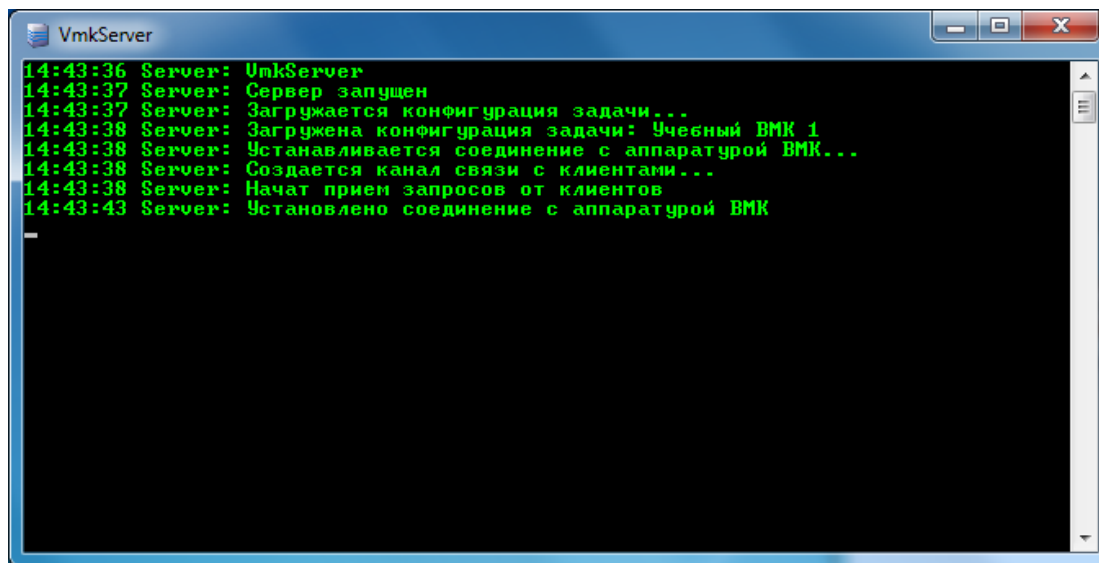 VmkServer
14:43:36 Server: VmkServer
14:43:37 Server: Сервер запущен
14:43:37 Server: Загружается конфигурация задачи...
14:43:38 Server: Загружена конфигурация задачи: Учебный ВМК 1
14:43:38 Server: Устанавливается соединение с аппаратурой ВМК...
14:43:38 Server: Создается канал связи с клиентами...
14:43:38 Server: Начат прием запросов от клиентов
14:43:43 Server: Установлено соединение с аппаратурой ВМК